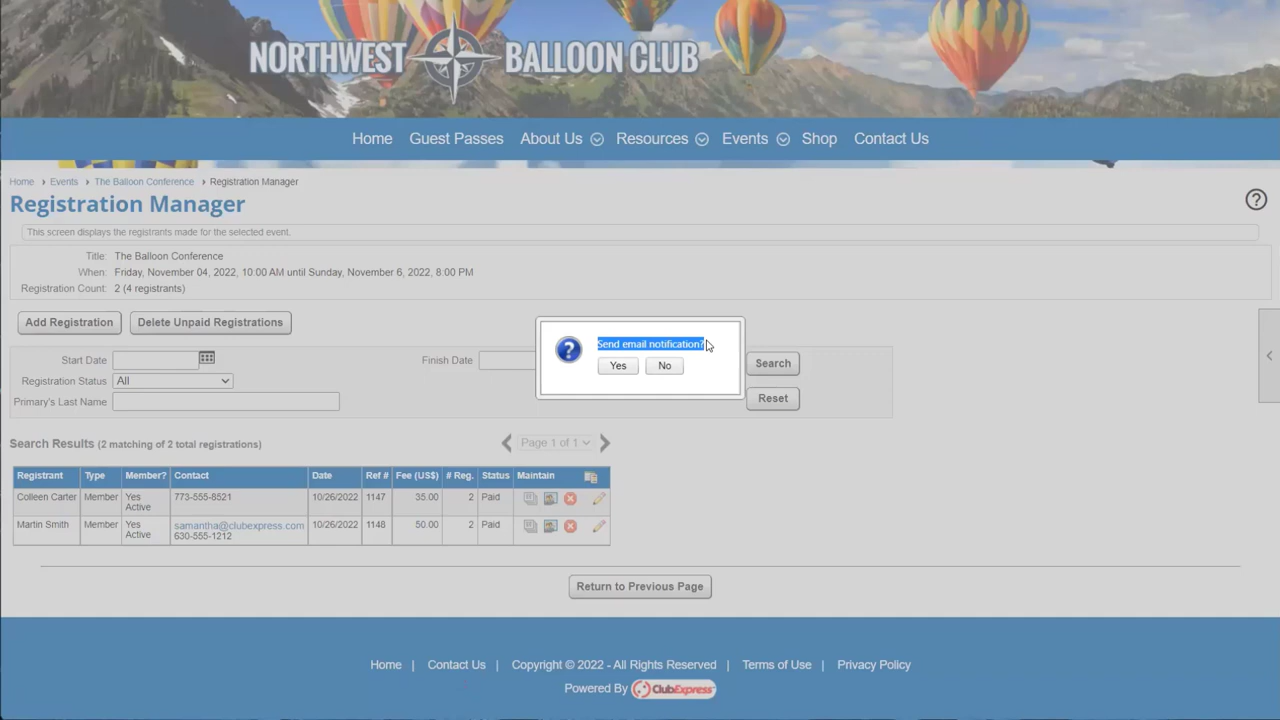 NORTHWEST BALLOON CLUB
Home Guest Passes About Us Resources Events Shop Contact Us
Home › Events › The Balloon Conference › Registration Manager
Registration Manager
?
This screen displays the registrants made for the selected event.
Title: The Balloon Conference
When: Friday, November 04, 2022, 10:00 AM until Sunday, November 6, 2022, 8:00 PM
Registration Count: 2 (4 registrants)
Add Registration Delete Unpaid Registrations
Send email notification?
Yes No
Start Date Finish Date Search
Registration Status All
Primary's Last Name Reset
Search Results (2 matching of 2 total registrations) Page 1 of 1
Registrant Type Member? Contact Date Ref # Fee (US$) # Reg. Status Maintain
Colleen Carter Member Yes 773-555-8521 10/26/2022 1147 35.00 2 Paid
Active
Martin Smith Member Yes samantha@clubexpress.com 10/26/2022 1148 50.00 2 Paid
Active 630-555-1212
Return to Previous Page
Home | Contact Us | Copyright © 2022 - All Rights Reserved | Terms of Use | Privacy Policy
Powered By ClubExpress